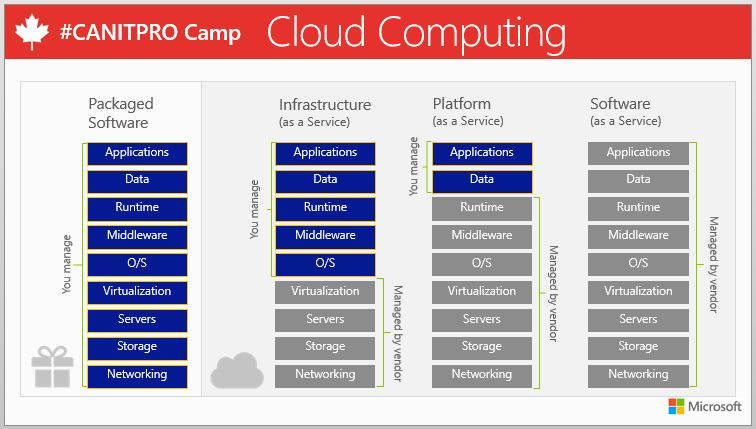 #CANITPRO Camp Cloud Computing
Packaged
Software
You manage
Applications
Data
Runtime
Middleware
O/S
Virtualization
Servers
Storage
Networking
Infrastructure
(as a Service)
You manage
Applications
Data
Runtime
Middleware
O/S
Virtualization
Servers
Storage
Networking
Managed by vendor
Platform
(as a Service)
You manage
Applications
Data
Runtime
Middleware
O/S
Virtualization
Servers
Storage
Networking
Managed by vendor
Software
(as a Service)
Applications
Data
Runtime
Middleware
O/S
Virtualization
Servers
Storage
Networking
Managed by vendor
Microsoft